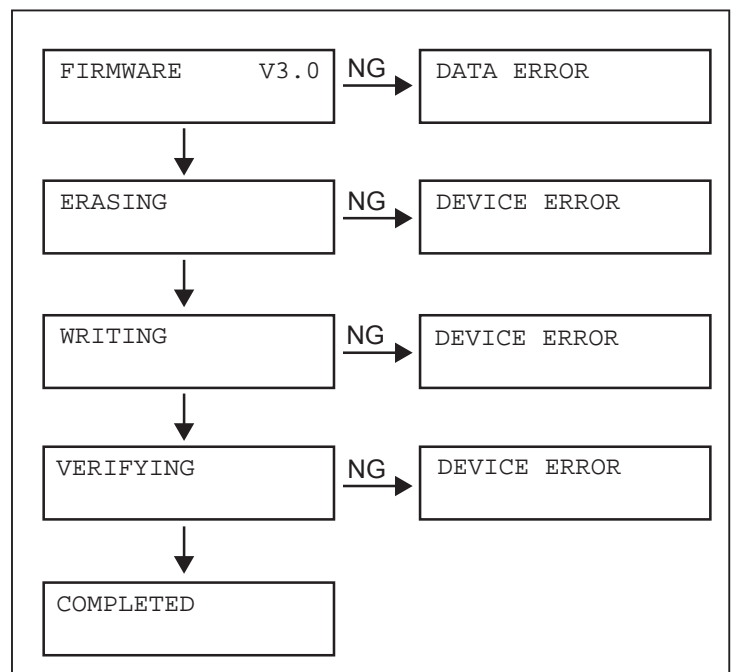 FIRMWARE V3.0
NG
DATA ERROR
ERASING
NG
DEVICE ERROR
WRITING
NG
DEVICE ERROR
VERIFYING
NG
DEVICE ERROR
COMPLETED